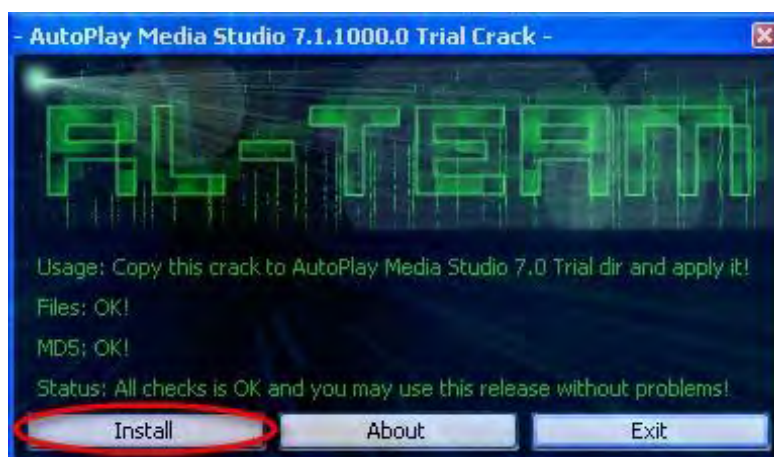 - AutoPlay Media Studio 7.1.1000.0 Trial Crack -
AL-TEAM
Usage: Copy this crack to AutoPlay Media Studio 7.0 Trial dir and apply it!
Files: OK!
MD5: OK!
Status: All checks is OK and you may use this release without problems!
Install About Exit